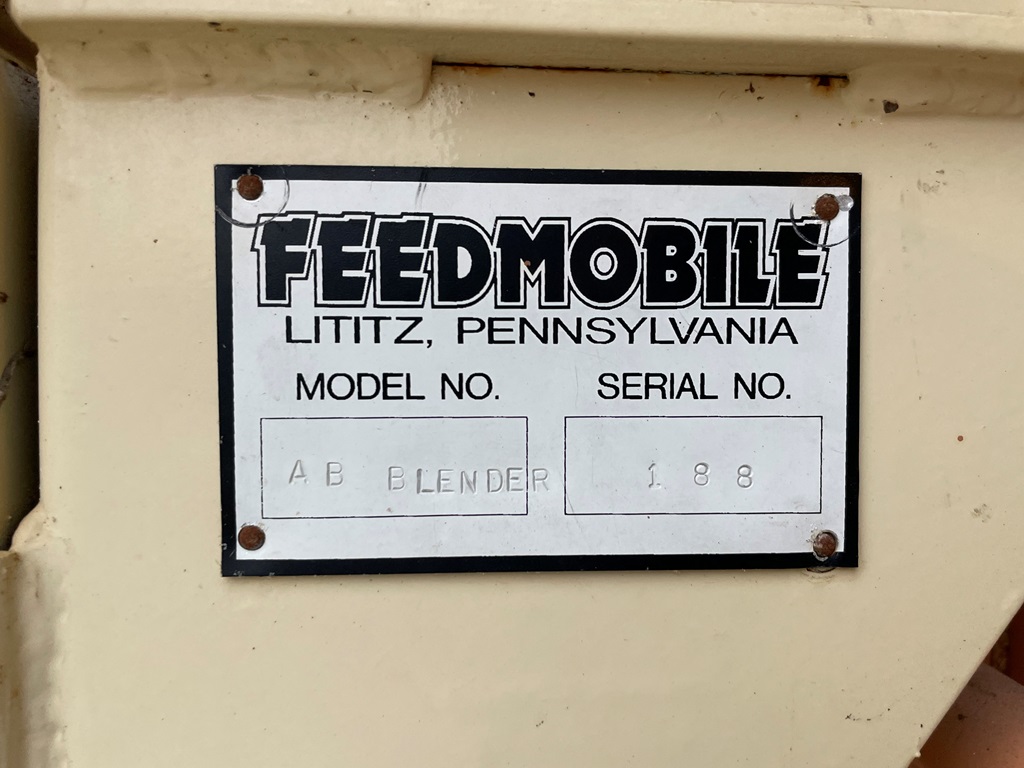 FEEDMOBILE
LITITZ, PENNSYLVANIA
MODEL NO. SERIAL NO.
AB BLENDER 188